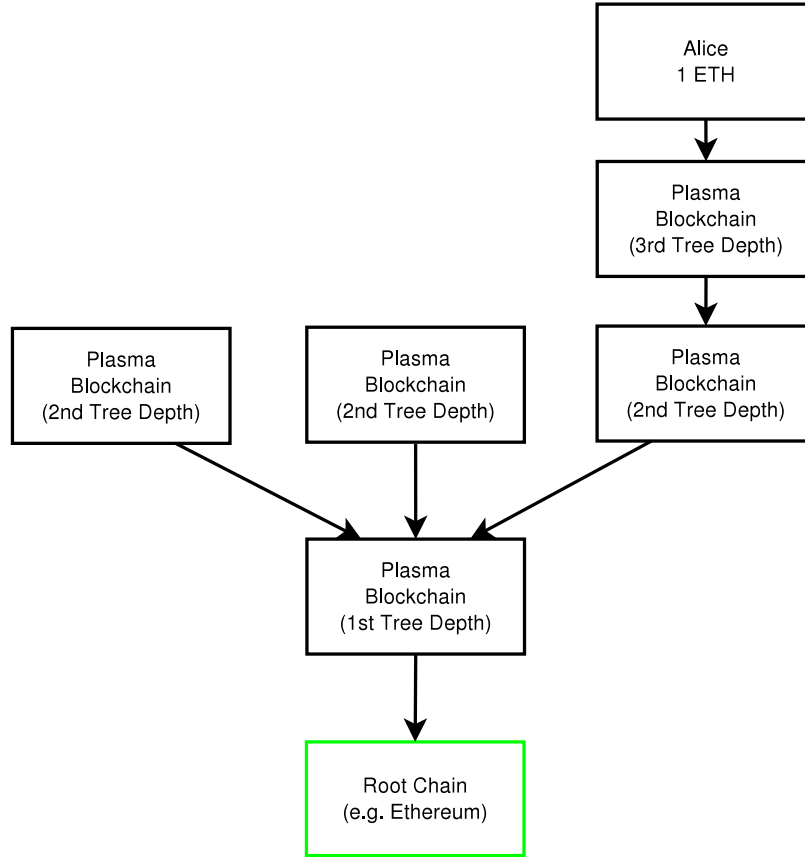 Alice
1 ETH
Plasma
Blockchain
(3rd Tree Depth)
Plasma
Blockchain
(2nd Tree Depth)
Plasma
Blockchain
(2nd Tree Depth)
Plasma
Blockchain
(2nd Tree Depth)
Plasma
Blockchain
(1st Tree Depth)
Root Chain
(e.g. Ethereum)